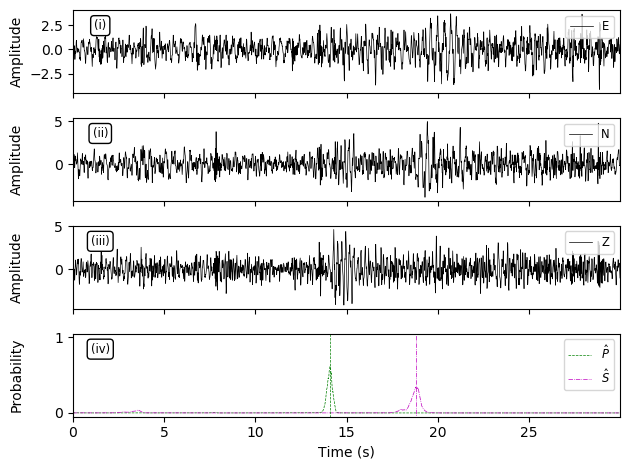 (i)
E
Amplitude
2.5
0.0
−2.5
(ii)
N
Amplitude
5
0
(iii)
Z
Amplitude
5
0
(iv)
P̂
Ŝ
Probability
1
0
0 5 10 15 20 25
Time (s)